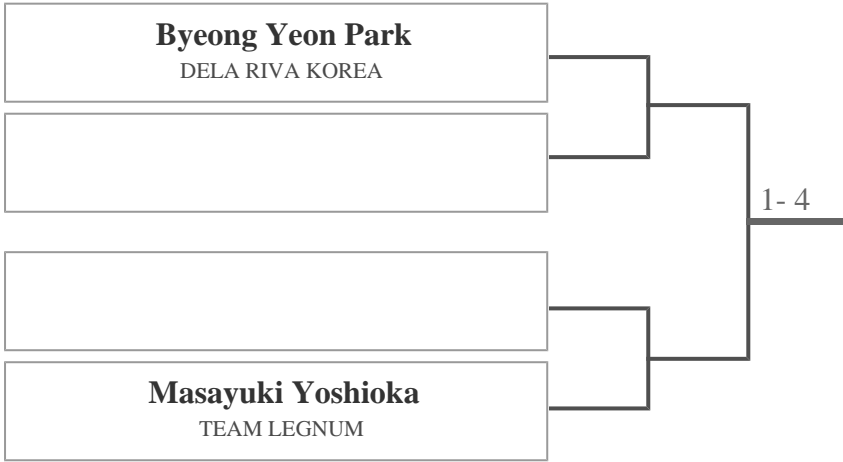 Byeong Yeon Park
DELA RIVA KOREA
1- 4
Masayuki Yoshioka
TEAM LEGNUM